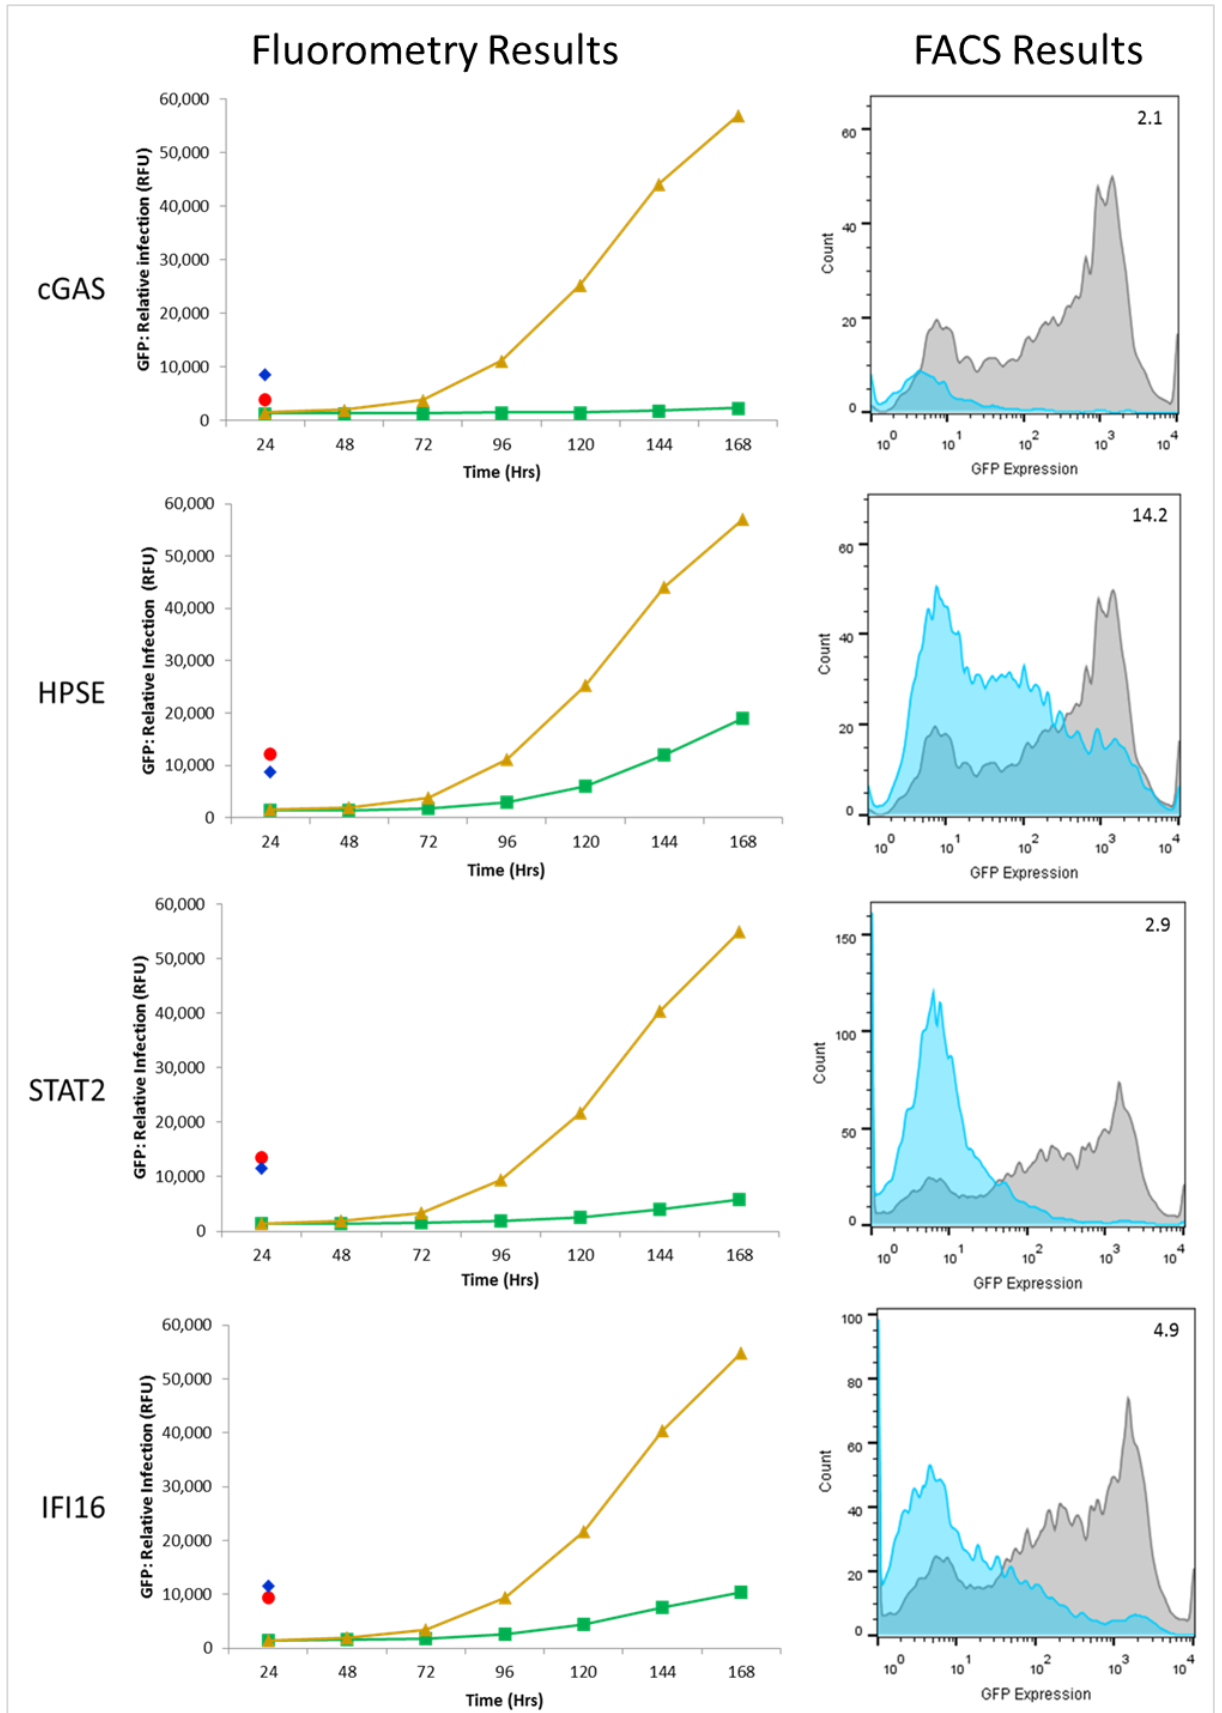 Fluorometry Results
FACS Results
cGAS
GFP: Relative Infection (RFU)
60,000
50,000
40,000
30,000
20,000
10,000
0
24 48 72 96 120 144 168
Time (Hrs)
2.1
Count
60
40
20
0
10^0 10^1 10^2 10^3 10^4
GFP Expression
HPSE
GFP: Relative Infection (RFU)
60,000
50,000
40,000
30,000
20,000
10,000
0
24 48 72 96 120 144 168
Time (Hrs)
14.2
Count
60
40
20
0
10^0 10^1 10^2 10^3 10^4
GFP Expression
STAT2
GFP: Relative Infection (RFU)
60,000
50,000
40,000
30,000
20,000
10,000
0
24 48 72 96 120 144 168
Time (Hrs)
2.9
Count
150
100
50
0
10^0 10^1 10^2 10^3 10^4
GFP Expression
IFI16
GFP: Relative Infection (RFU)
60,000
50,000
40,000
30,000
20,000
10,000
0
24 48 72 96 120 144 168
Time (Hrs)
4.9
Count
100
80
60
40
20
0
10^0 10^1 10^2 10^3 10^4
GFP Expression